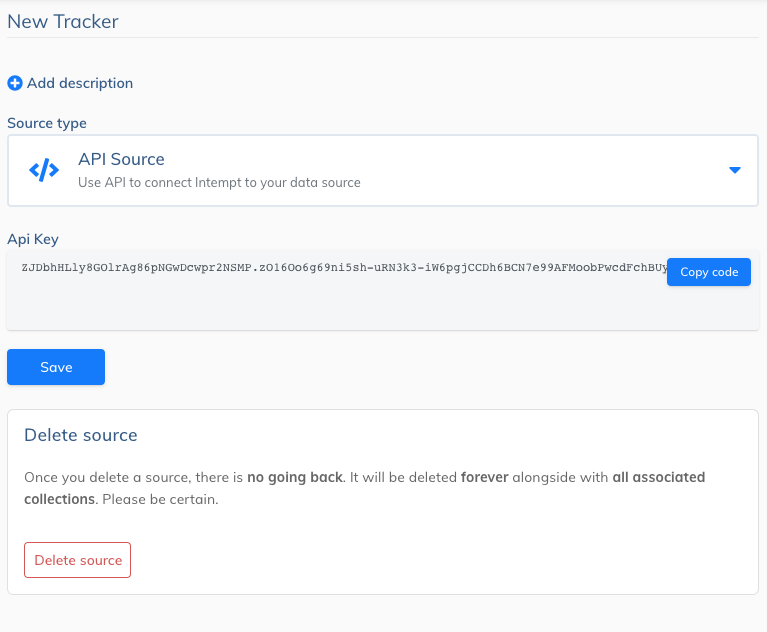 New Tracker
Add description
Source type
API Source
Use API to connect Intempt to your data source
Api Key
ZJDbhHLly8GOlrAg86pNGwDcwpr2NSMP.zO16Oo6g69ni5sh-uRN3k3-iW6pgjCCDh6BCN7e99AFMoobPwcdFchBUy
Copy code
Save
Delete source
Once you delete a source, there is no going back. It will be deleted forever alongside with all associated
collections. Please be certain.
Delete source